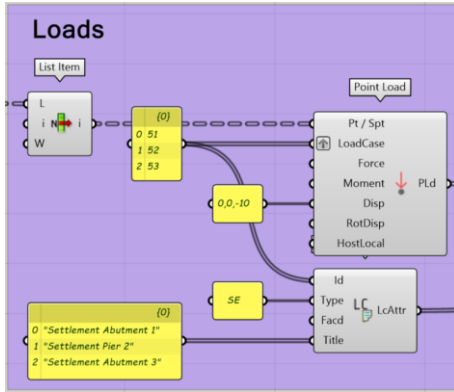 Loads
List Item
L
i N i
W
{0}
0 51
1 52
2 53
0,0,-10
Point Load
Pt / Spt
LoadCase
Force
Moment
Disp
RotDisp
HostLocal
PLd
SE
Id
Type
Facd
Title
LC
LcAttr
{0}
0 "Settlement Abutment 1"
1 "Settlement Pier 2"
2 "Settlement Abutment 3"